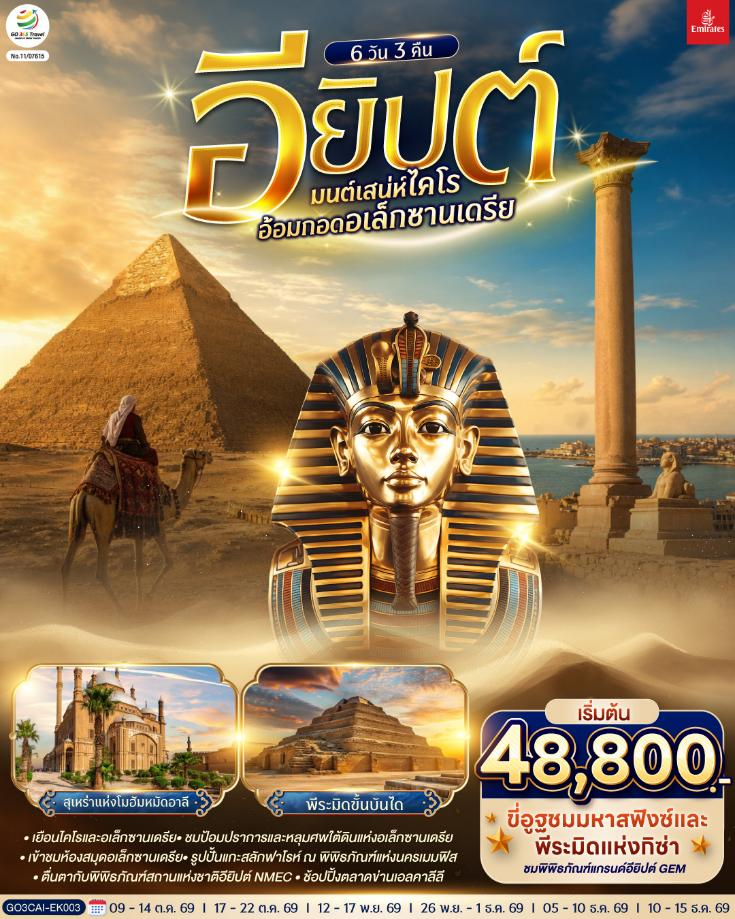 GO 365 Travel
No.11/07615
Emirates
6 วัน 3 คืน
อียิปต์
มนต์เสน่ห์ไคโร
อ้อมกอดอเล็กซานเดรีย
สุเหร่าแห่งโมฮัมหมัดอาลี
พีระมิดขั้นบันได
เริ่มต้น
48,800.-
ขี่อูฐชมมหาสฟิงซ์และ
พีระมิดแห่งกิซ่า
ชมพิพิธภัณฑ์แกรนด์อียิปต์ GEM
• เยือนไคโรและอเล็กซานเดรีย• ชมป้อมปราการและหลุมศพใต้ดินแห่งอเล็กซานเดรีย
• เข้าชมห้องสมุดอเล็กซานเดรีย• รูปปั้นแกะสลักฟาโรห์ ณ พิพิธภัณฑ์แห่งนครเมมฟิส
• ตื่นตากับพิพิธภัณฑ์สถานแห่งชาติอียิปต์ NMEC • ช้อปปิ้งตลาดข่านเอลคาลีลี
GO3CAI-EK003 09 - 14 ต.ค. 69 | 17 - 22 ต.ค. 69 | 12 - 17 พ.ย. 69 | 26 พ.ย. - 1 ธ.ค. 69 | 05 - 10 ธ.ค. 69 | 10 - 15 ธ.ค. 69